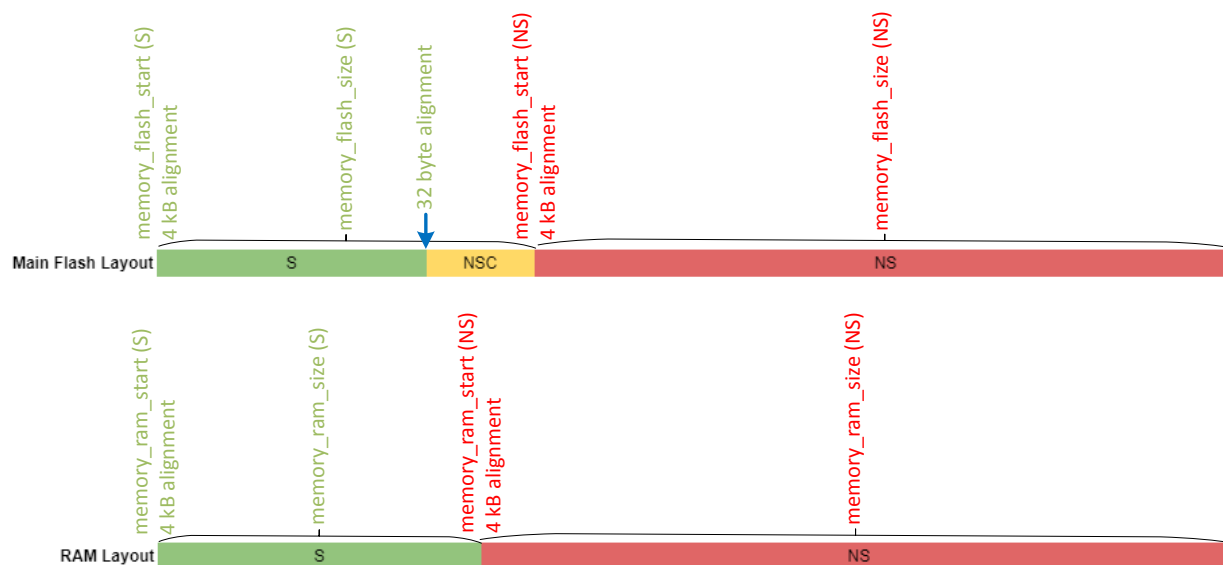 memory_flash_start (S)
4 kB alignment
memory_flash_size (S)
32 byte alignment
memory_flash_start (NS)
4 kB alignment
memory_flash_size (NS)
Main Flash Layout
S
NSC
NS
memory_ram_start (S)
4 kB alignment
memory_ram_size (S)
memory_ram_start (NS)
4 kB alignment
memory_ram_size (NS)
RAM Layout
S
NS